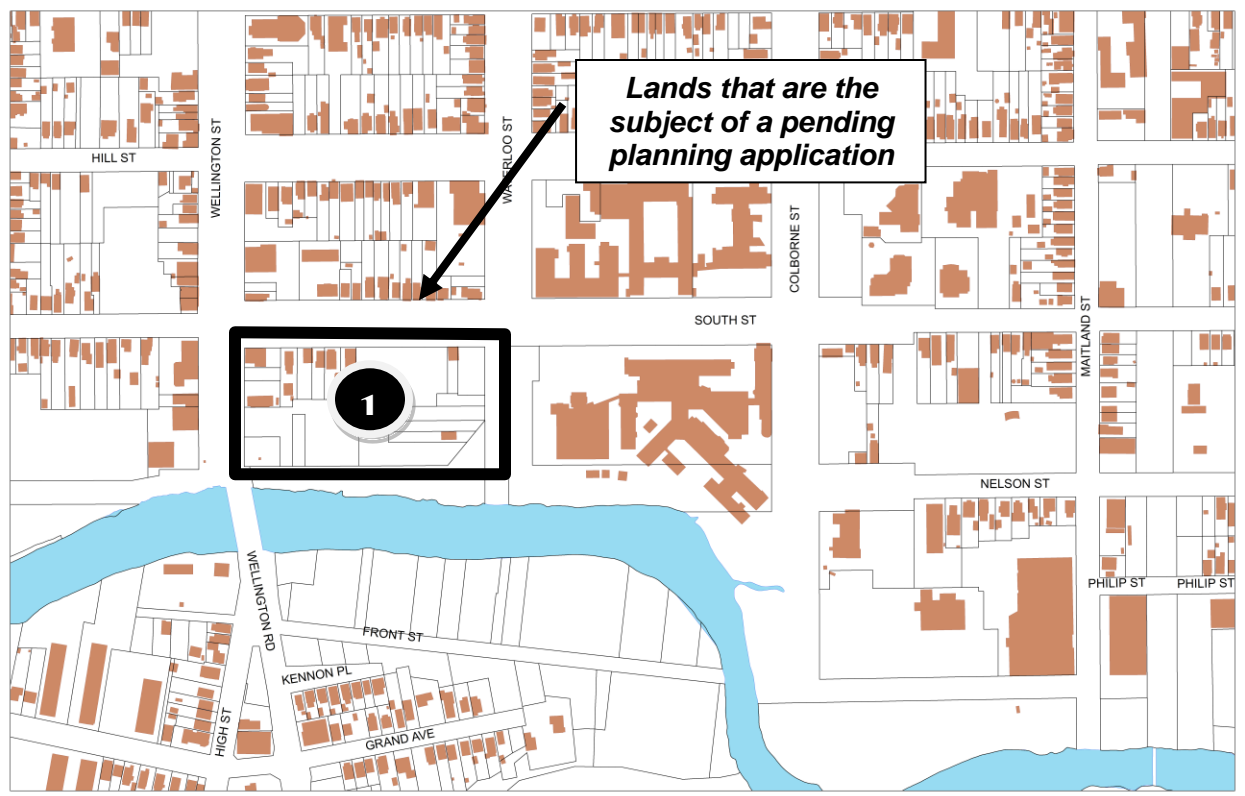 Lands that are the
subject of a pending
planning application
HILL ST
WELLINGTON ST
WATERLOO ST
COLBORNE ST
SOUTH ST
MAITLAND ST
1
NELSON ST
WELLINGTON RD
PHILIP ST
PHILIP ST
FRONT ST
KENNON PL
HIGH ST
GRAND AVE